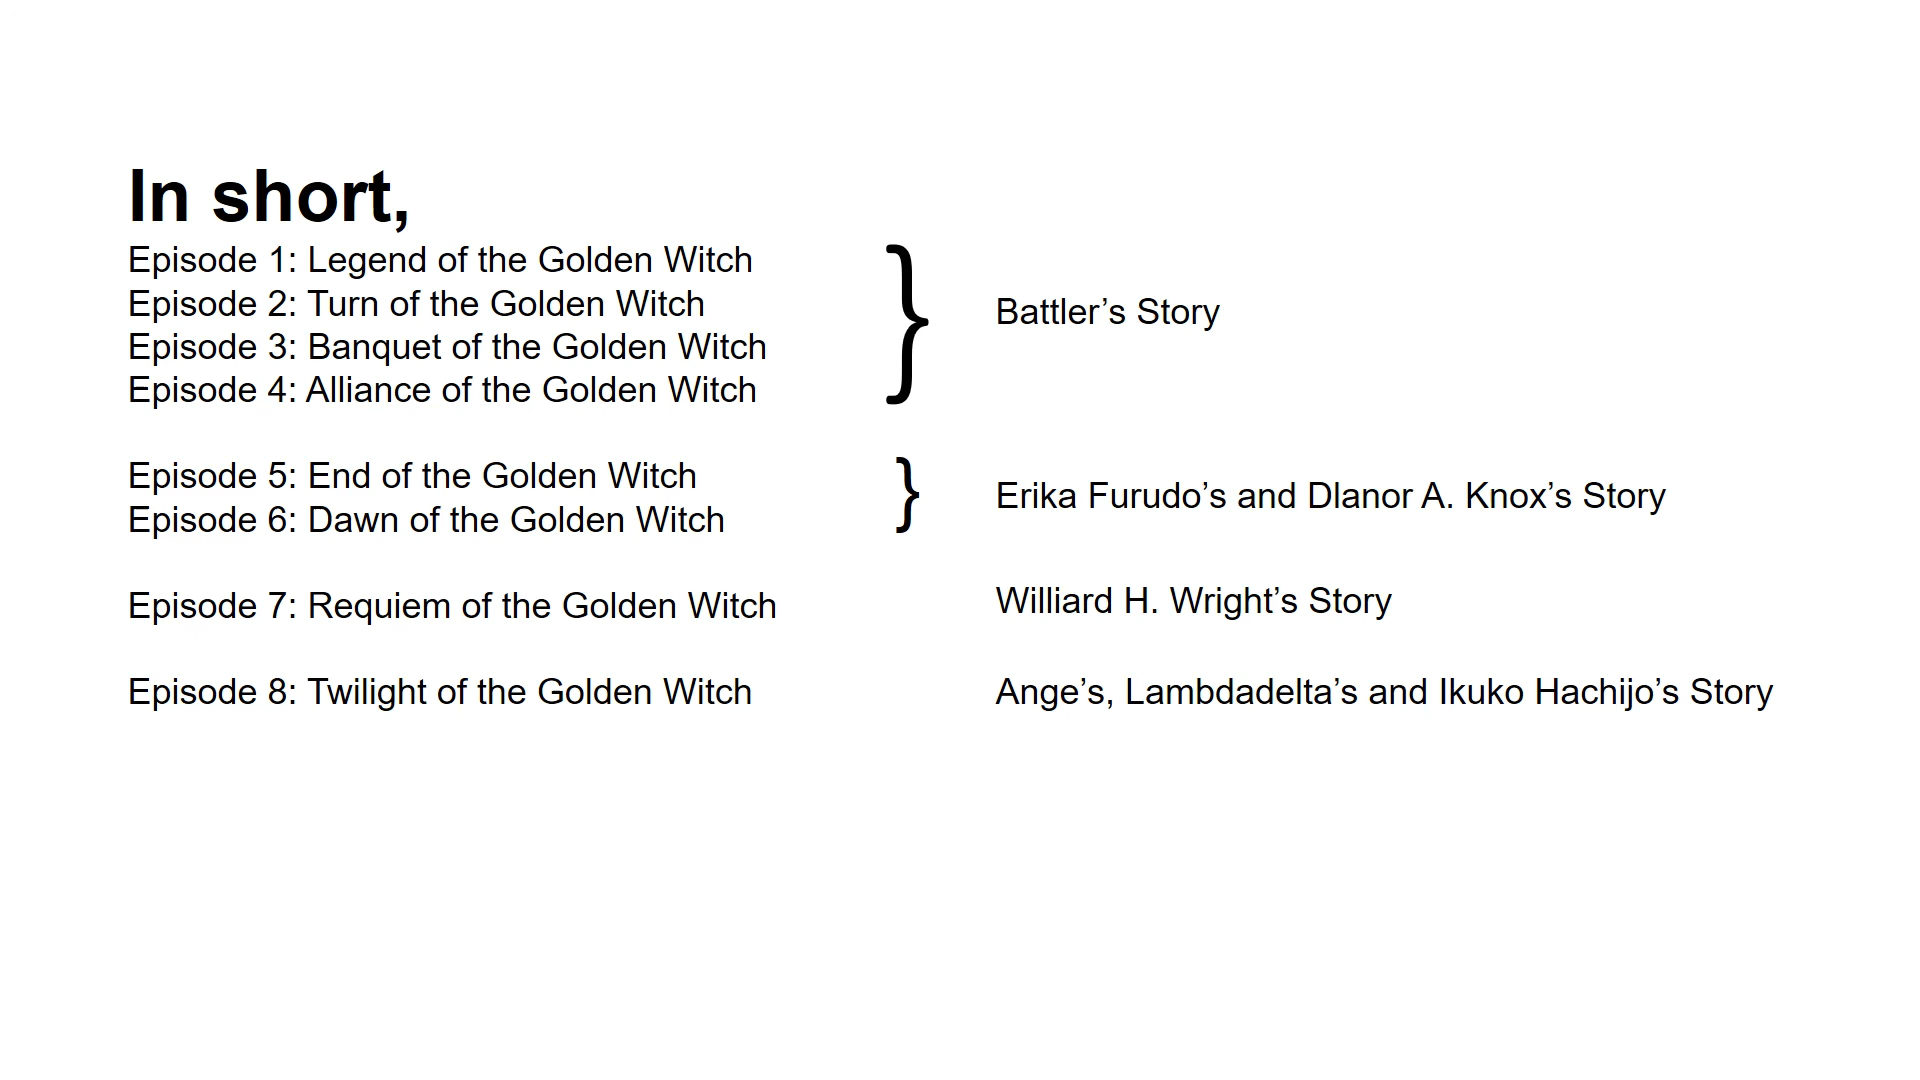 In short,
Episode 1: Legend of the Golden Witch
Episode 2: Turn of the Golden Witch
Episode 3: Banquet of the Golden Witch
Episode 4: Alliance of the Golden Witch
} Battler’s Story
Episode 5: End of the Golden Witch
Episode 6: Dawn of the Golden Witch
} Erika Furudo’s and Dlanor A. Knox’s Story
Episode 7: Requiem of the Golden Witch
Williard H. Wright’s Story
Episode 8: Twilight of the Golden Witch
Ange’s, Lambdadelta’s and Ikuko Hachijo’s Story